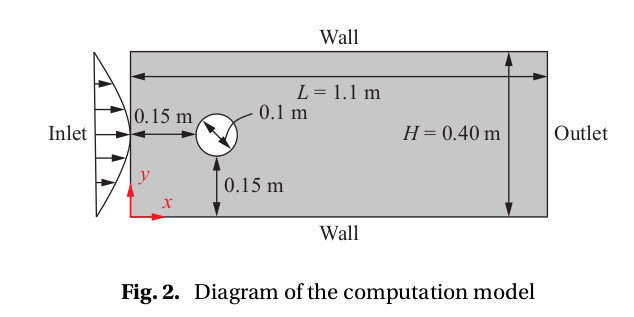 Wall
L = 1.1 m
0.15 m
0.1 m
Inlet
H = 0.40 m
Outlet
y
0.15 m
x
Wall
Fig. 2. Diagram of the computation model